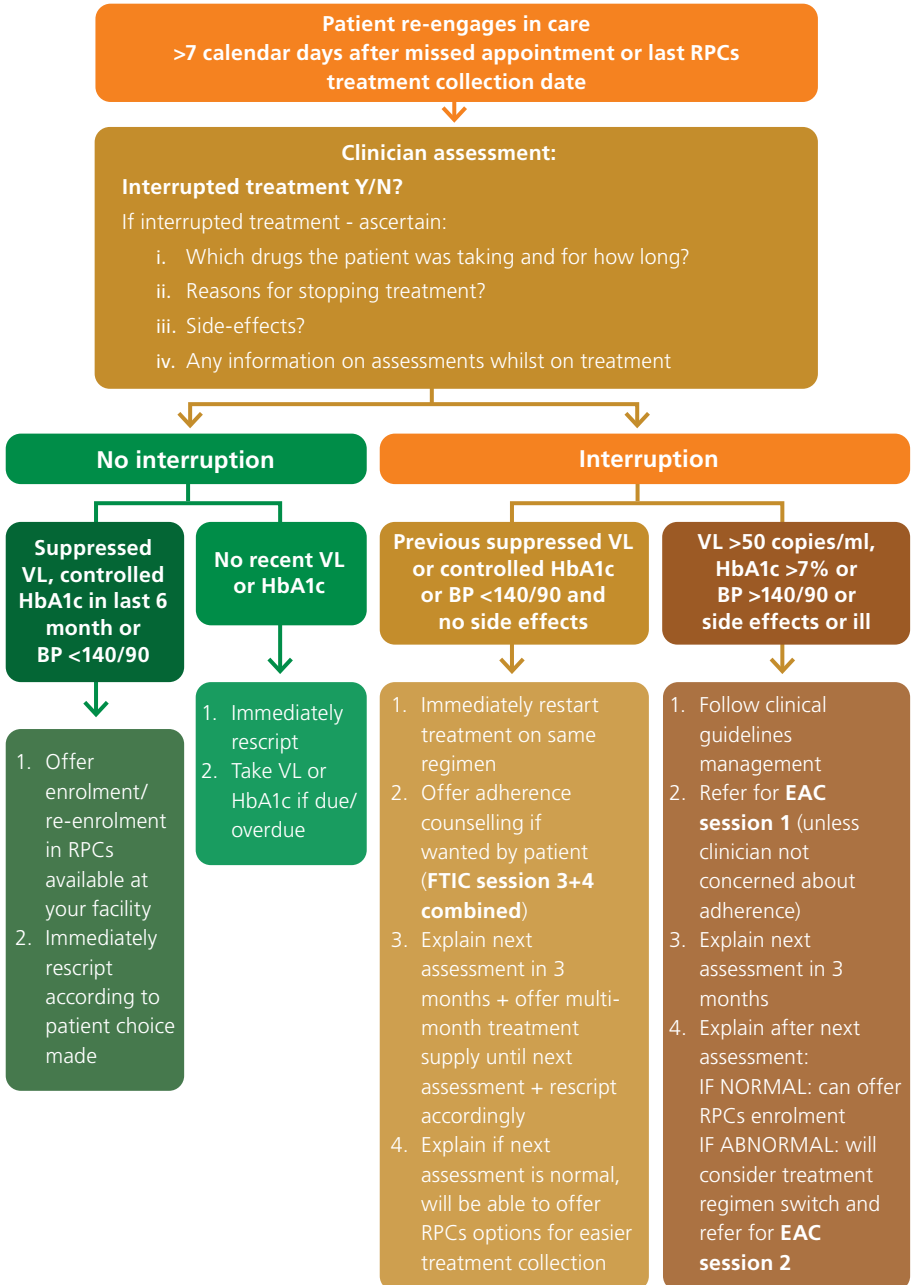 Patient re-engages in care
>7 calendar days after missed appointment or last RPCs
treatment collection date
Clinician assessment:
Interrupted treatment Y/N?
If interrupted treatment - ascertain:
i. Which drugs the patient was taking and for how long?
ii. Reasons for stopping treatment?
iii. Side-effects?
iv. Any information on assessments whilst on treatment
No interruption
Suppressed
VL, controlled
HbA1c in last 6
month or
BP <140/90
1. Offer
enrolment/
re-enrolment
in RPCs
available at
your facility
2. Immediately
rescript
according to
patient choice
made
No recent VL
or HbA1c
1. Immediately
rescript
2. Take VL or
HbA1c if due/
overdue
Interruption
Previous suppressed VL
or controlled HbA1c
or BP <140/90 and
no side effects
1. Immediately restart
treatment on same
regimen
2. Offer adherence
counselling if
wanted by patient
(FTIC session 3+4
combined)
3. Explain next
assessment in 3
months + offer multi-
month treatment
supply until next
assessment + rescript
accordingly
4. Explain if next
assessment is normal,
will be able to offer
RPCs options for easier
treatment collection
VL >50 copies/ml,
HbA1c >7% or
BP >140/90 or
side effects or ill
1. Follow clinical
guidelines
management
2. Refer for EAC
session 1 (unless
clinician not
concerned about
adherence)
3. Explain next
assessment in 3
months
4. Explain after next
assessment:
IF NORMAL: can offer
RPCs enrolment
IF ABNORMAL: will
consider treatment
regimen switch and
refer for EAC
session 2